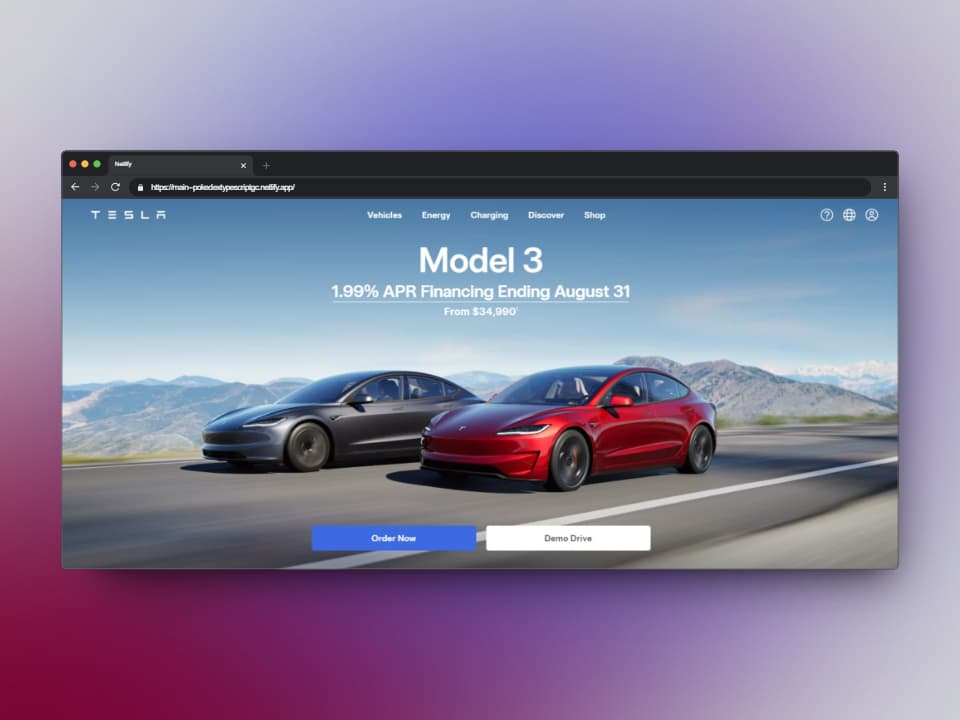 Netlify
https://main--pokedextypescriptgc.netlify.app/
TESLA
Vehicles Energy Charging Discover Shop
Model 3
1.99% APR Financing Ending August 31
From $34,990¹
Order Now
Demo Drive